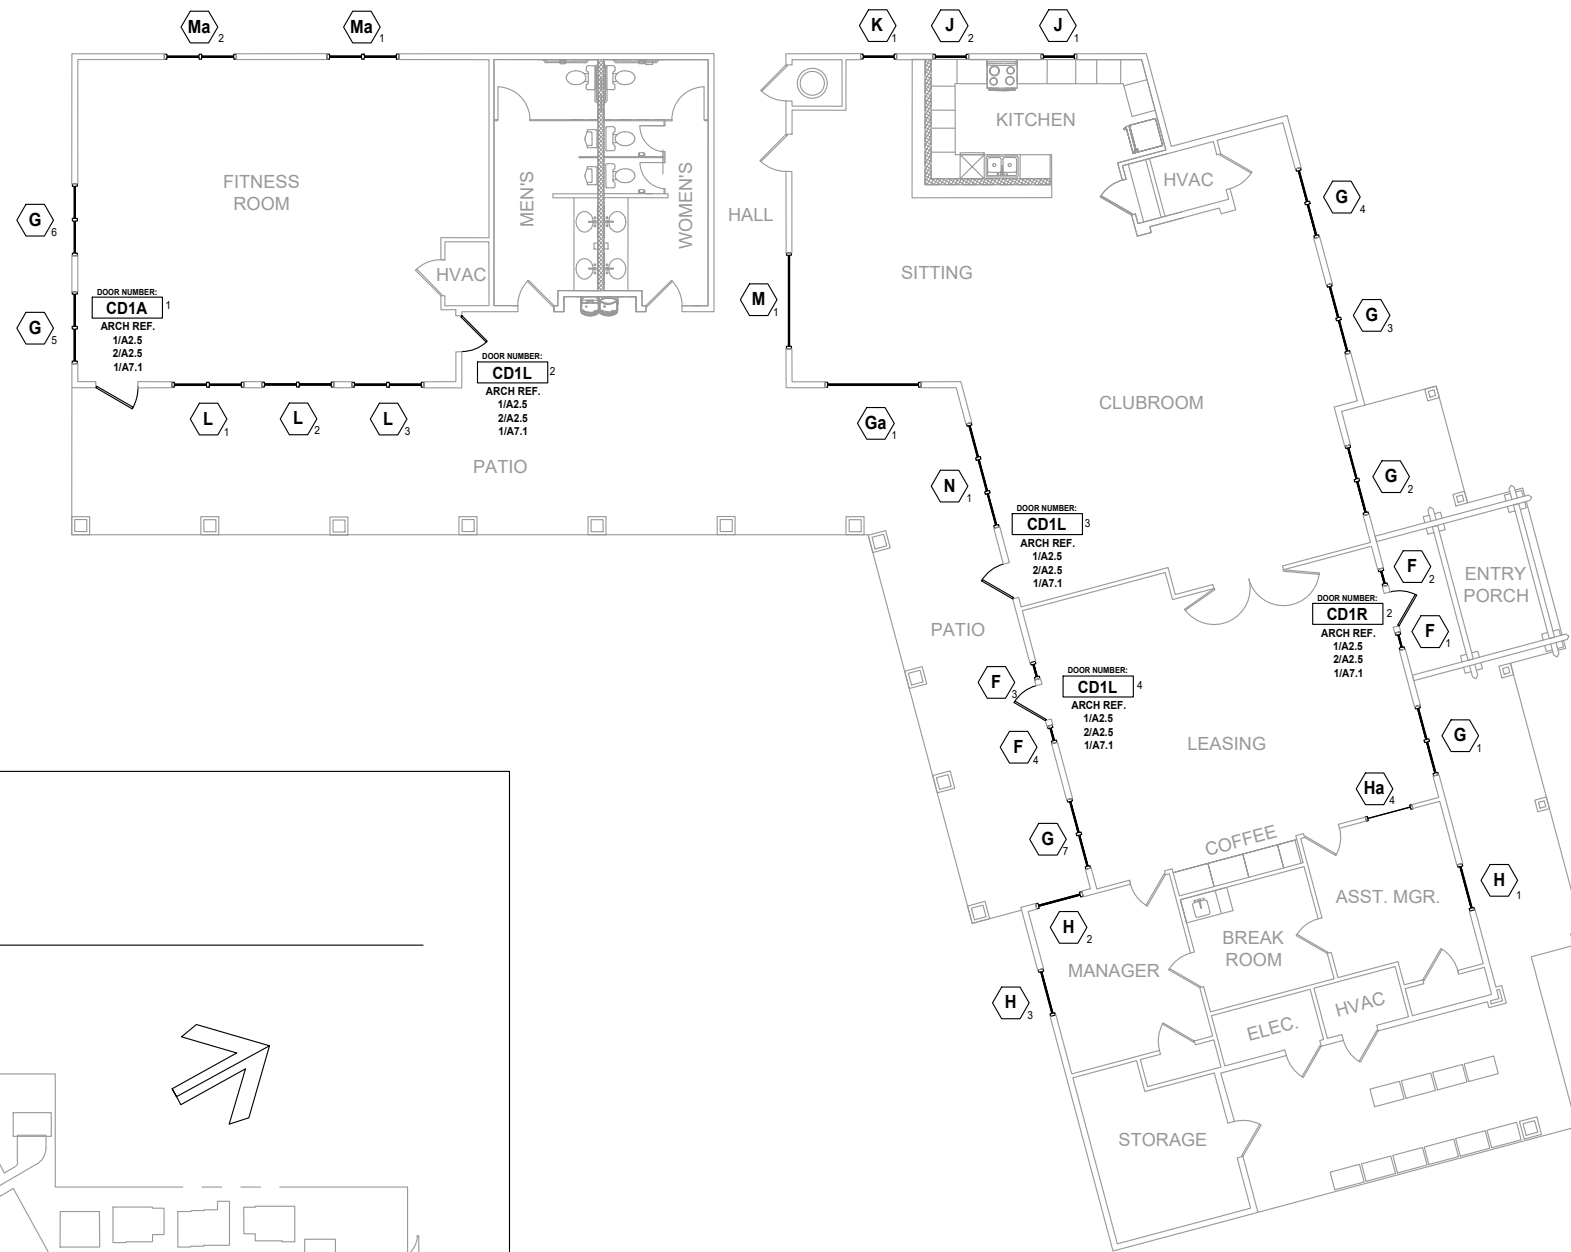 Ma 2
Ma 1
K 1
J 2
J 1
KITCHEN
FITNESS
ROOM
MEN'S
WOMEN'S
HVAC
G 4
G 6
HALL
SITTING
HVAC
DOOR NUMBER:
CD1A 1
ARCH REF.
1/A2.5
2/A2.5
1/A7.1
M 1
G 3
G 5
DOOR NUMBER:
CD1L 2
ARCH REF.
1/A2.5
2/A2.5
1/A7.1
L 1
L 2
L 3
Ga 1
CLUBROOM
PATIO
G 2
N 1
DOOR NUMBER:
CD1L 3
ARCH REF.
1/A2.5
2/A2.5
1/A7.1
F 2
ENTRY
PORCH
DOOR NUMBER:
CD1R 2
ARCH REF.
1/A2.5
2/A2.5
1/A7.1
F 1
PATIO
F 3
DOOR NUMBER:
CD1L 4
ARCH REF.
1/A2.5
2/A2.5
1/A7.1
F 4
LEASING
G 1
Ha 4
G 7
COFFEE
H 1
ASST. MGR.
H 2
BREAK
ROOM
MANAGER
H 3
HVAC
ELEC.
STORAGE